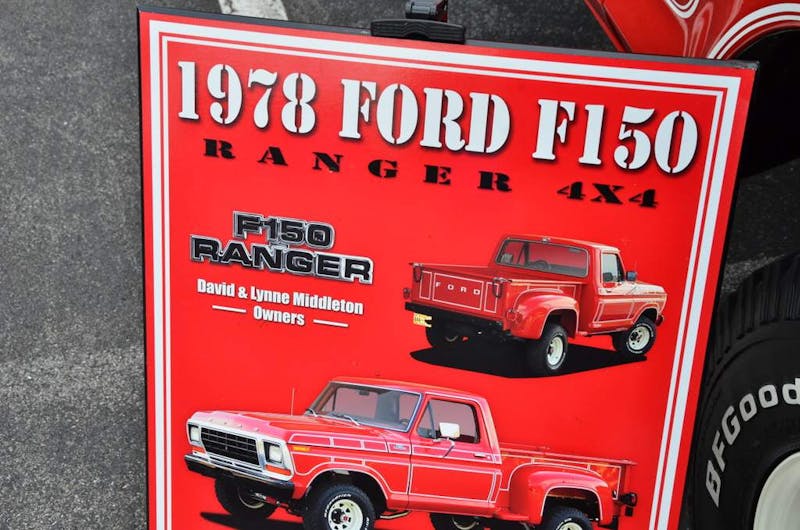 1978 FORD F150
RANGER 4X4
F150
RANGER
David & Lynne Middleton
Owners
FORD
BFGood